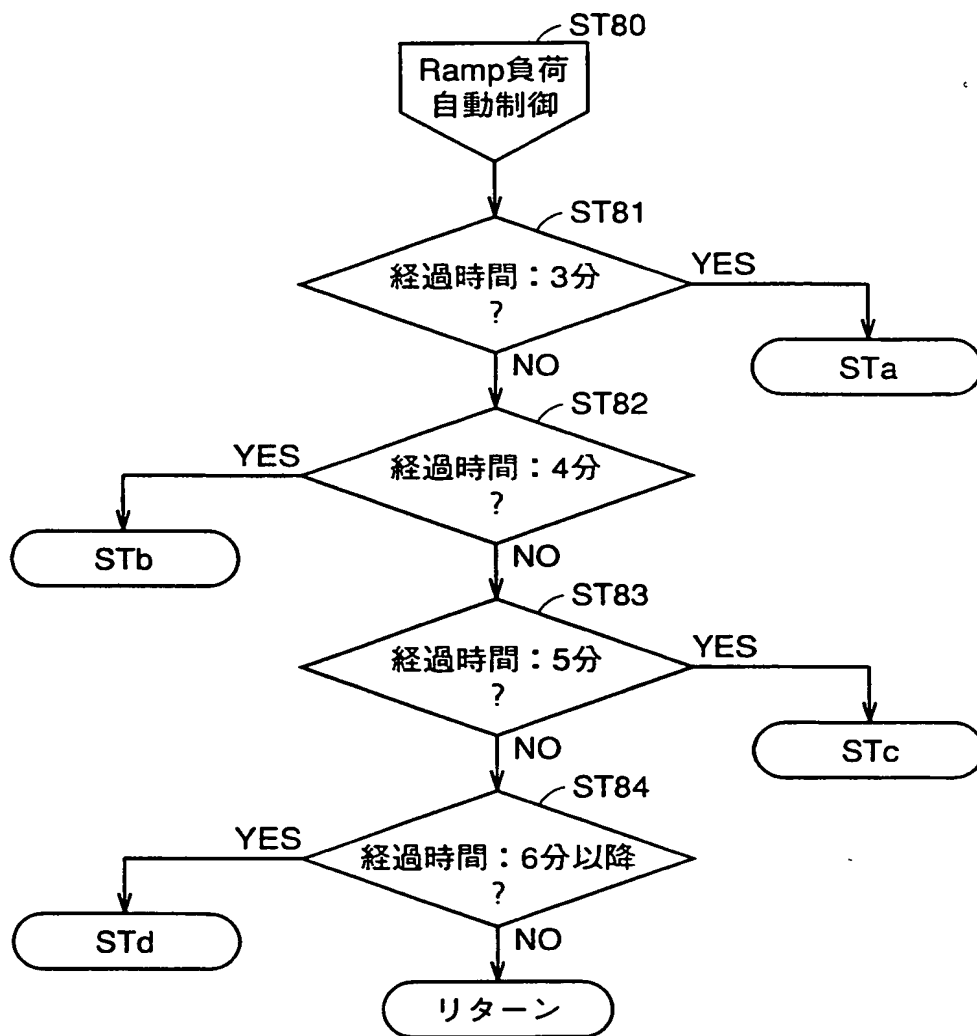 ST80
Ramp負荷
自動制御
ST81
経過時間：3分
?
YES
STa
NO
ST82
YES
経過時間：4分
?
STb
NO
ST83
経過時間：5分
?
YES
STc
NO
ST84
YES
経過時間：6分以降
?
STd
NO
リターン